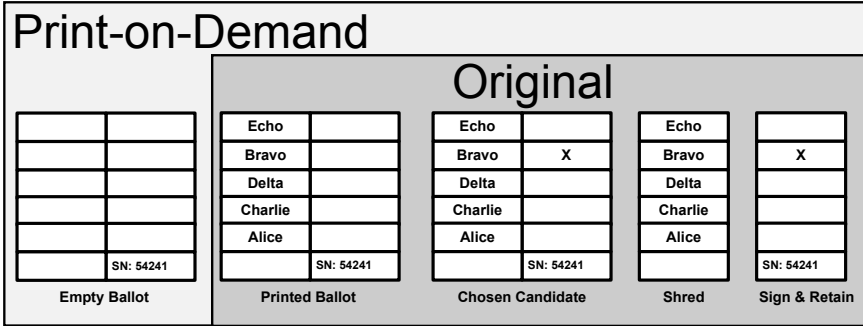 Print-on-Demand
Original
SN: 54241
Empty Ballot
Echo
Bravo
Delta
Charlie
Alice
SN: 54241
Printed Ballot
Echo
Bravo X
Delta
Charlie
Alice
SN: 54241
Chosen Candidate
Echo
Bravo
Delta
Charlie
Alice
Shred
X
SN: 54241
Sign & Retain